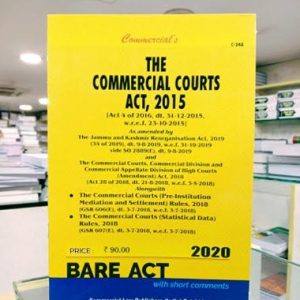 Commercial's
C-248
THE
COMMERCIAL COURTS
ACT, 2015
[Act 4 of 2016, dt. 31-12-2015,
w.r.e.f. 23-10-2015]
As amended by
The Jammu and Kashmir Reorganisation Act, 2019
(34 of 2019), dt. 9-8-2019, w.e.f. 31-10-2019
vide SO 2889(E), dt. 9-8-2019
and
The Commercial Courts, Commercial Division and
Commercial Appellate Division of High Courts
(Amendment) Act, 2018
(Act 28 of 2018, dt. 21-8-2018, w.e.f. 3-5-2018)
Alongwith
• The Commercial Courts (Pre-Institution
Mediation and Settlement) Rules, 2018
(GSR 606(E), dt. 3-7-2018, w.e.f. 3-7-2018)
• The Commercial Courts (Statistical Data)
Rules, 2018
(GSR 607(E), dt. 3-7-2018, w.e.f. 3-7-2018)
PRICE : ₹ 90.00
2020
BARE ACT
with short comments